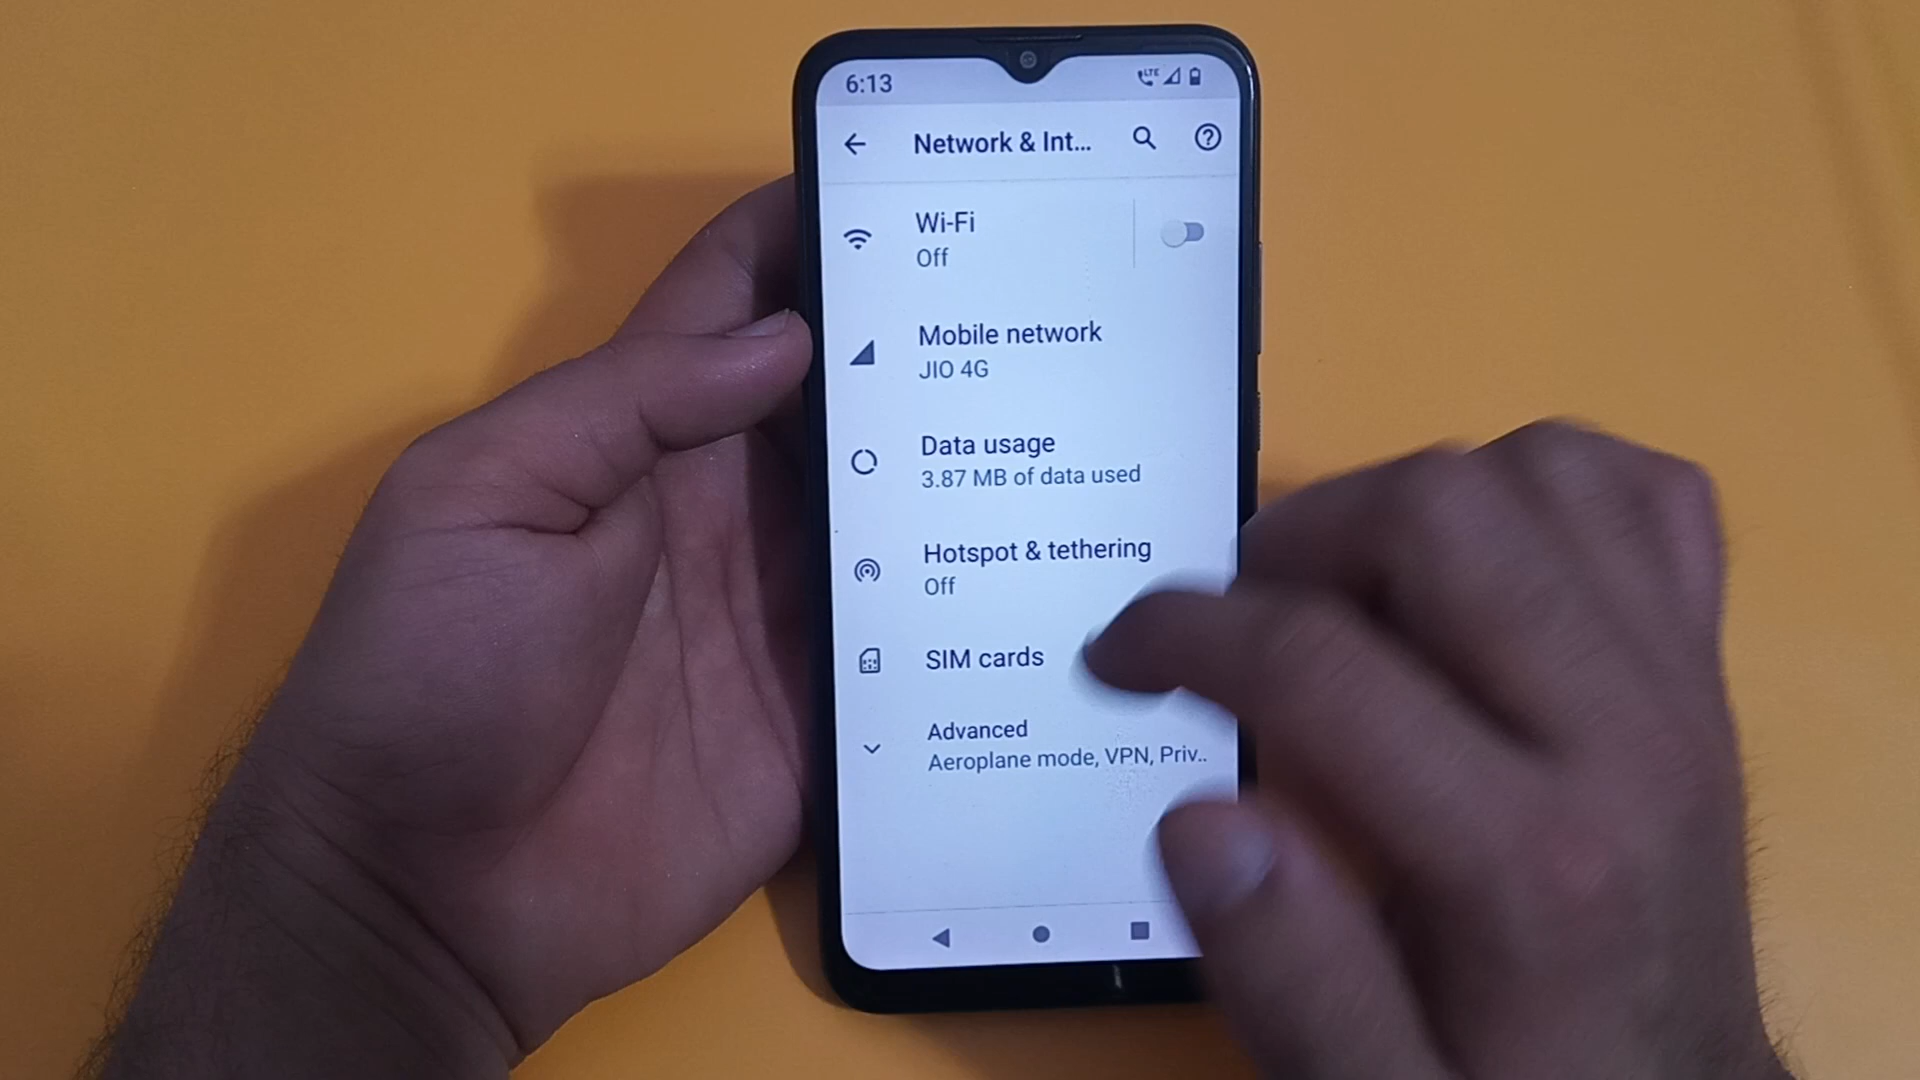 6:13
LTE
Network & Int...
Wi-Fi
Off
Mobile network
JIO 4G
Data usage
3.87 MB of data used
Hotspot & tethering
Off
SIM cards
Advanced
Aeroplane mode, VPN, Priv..